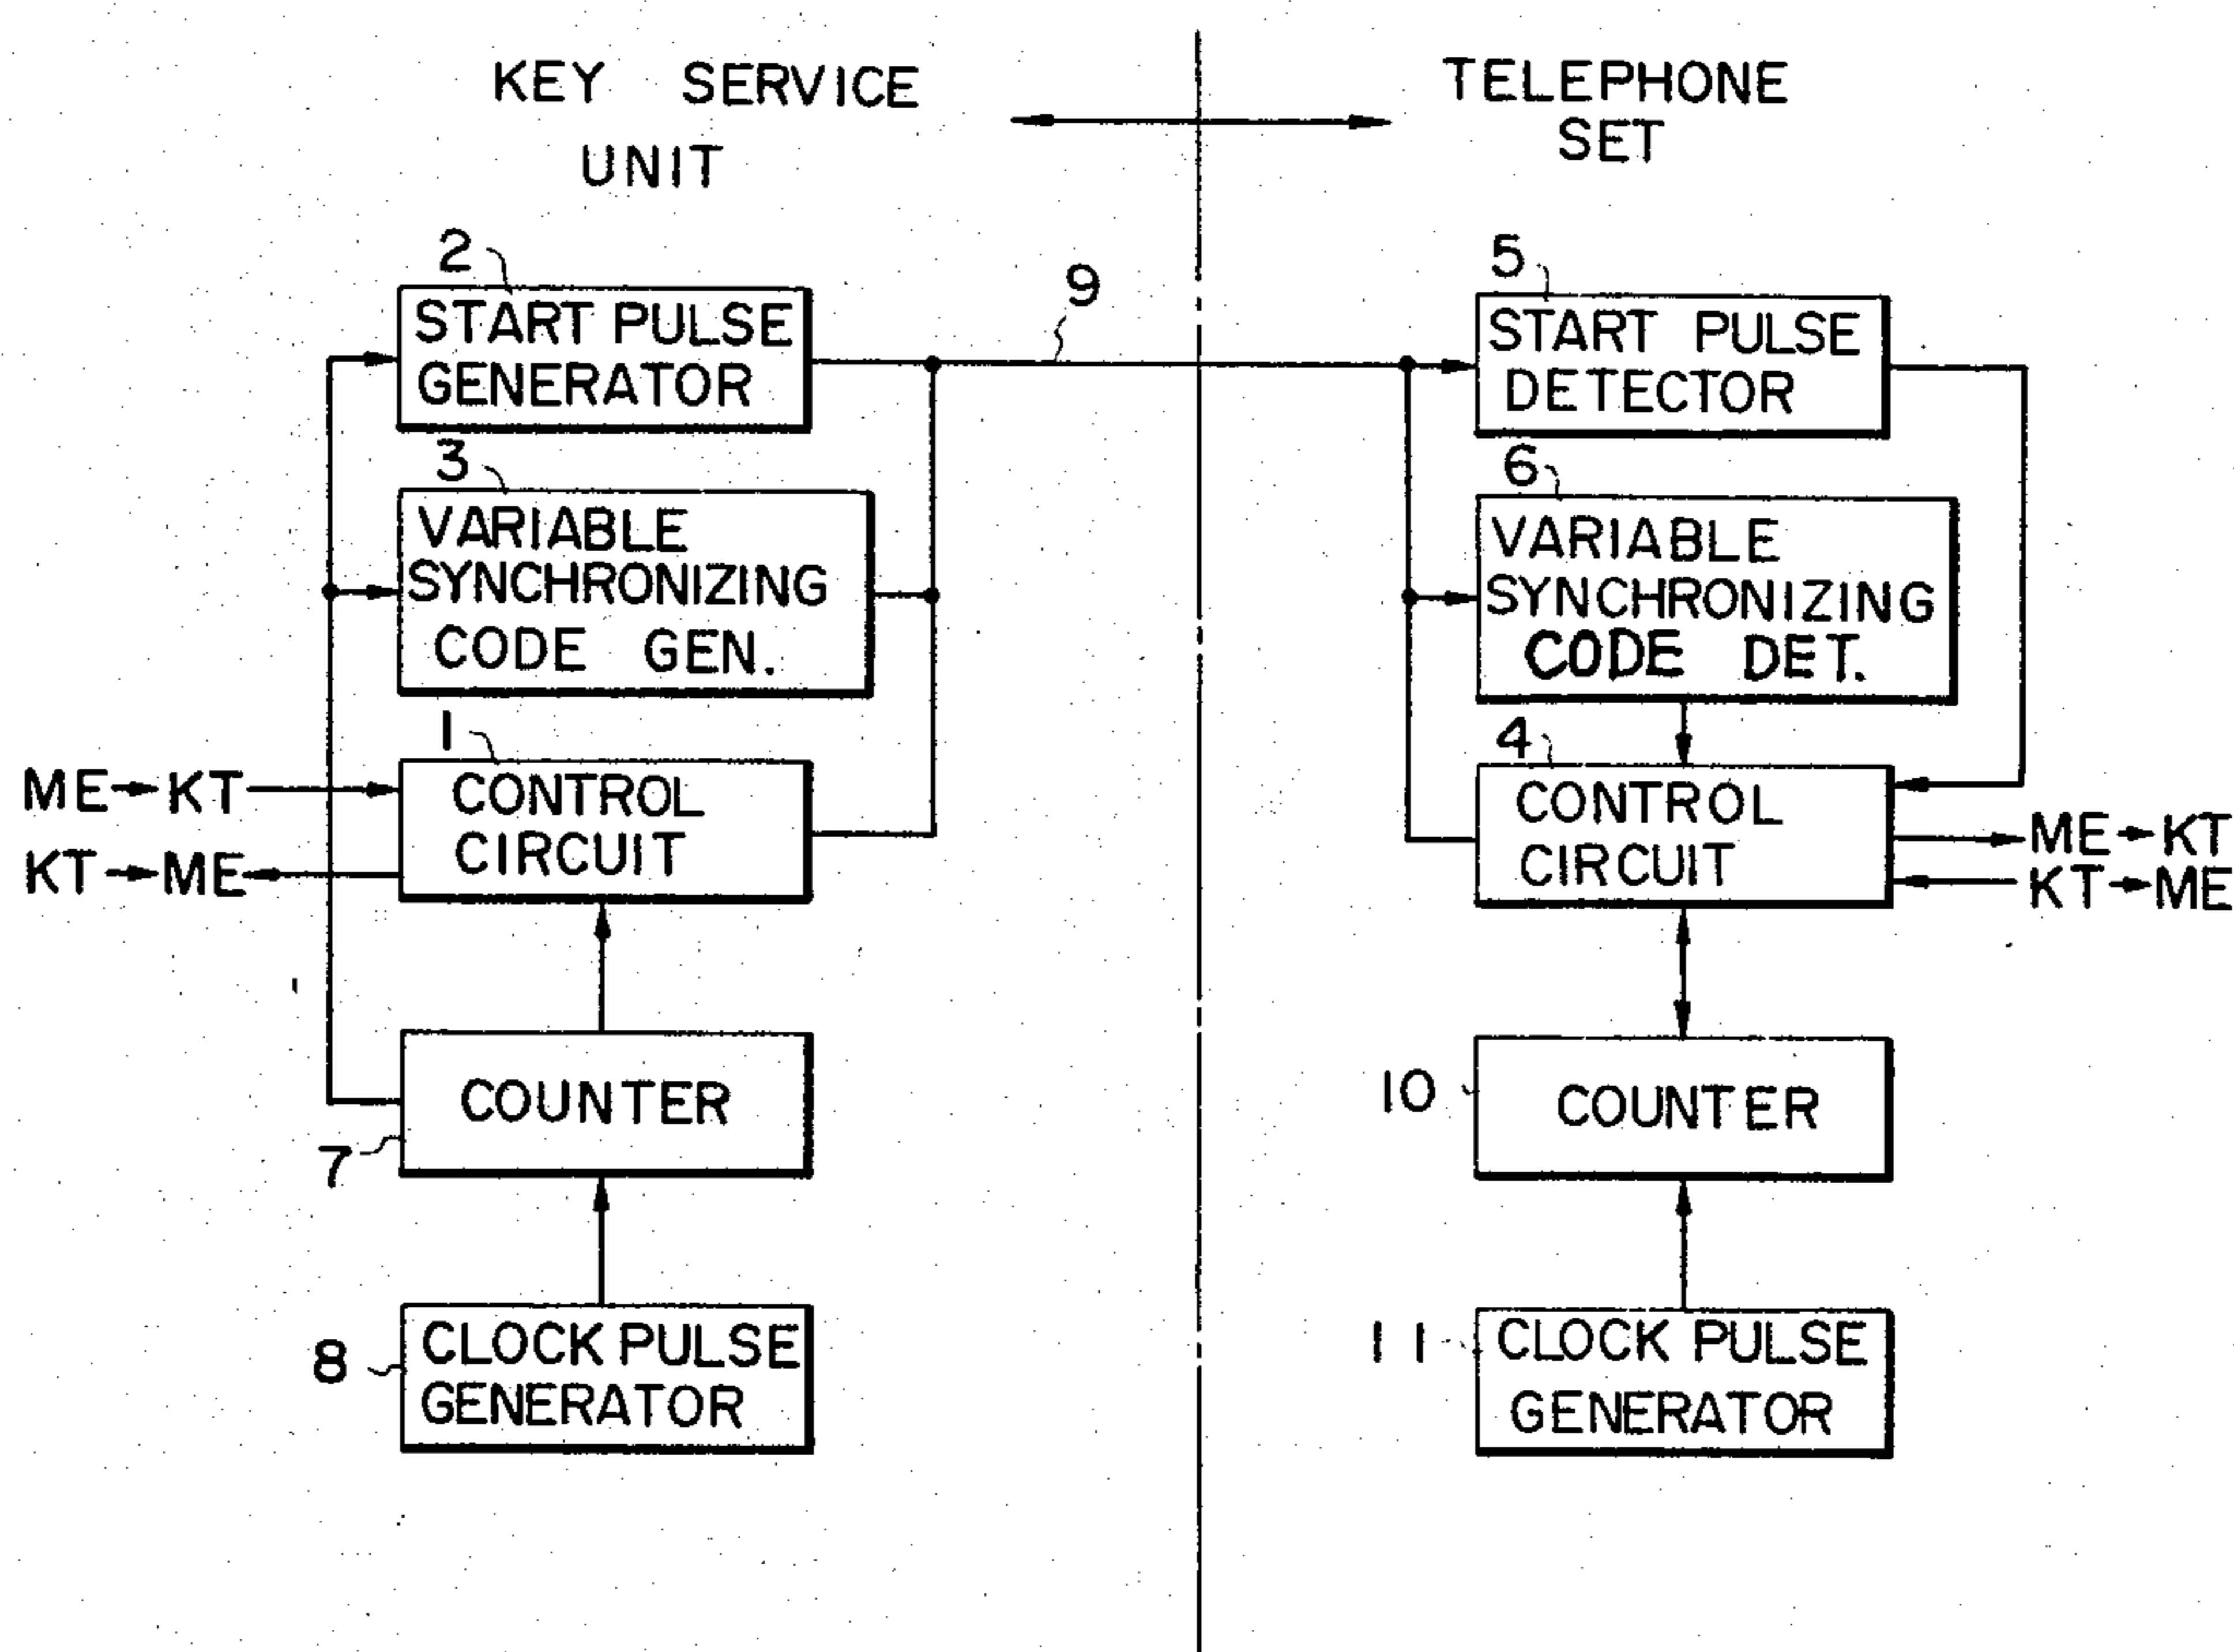 KEY SERVICE
UNIT
TELEPHONE
SET
2
START PULSE
GENERATOR
3
VARIABLE
SYNCHRONIZING
CODE GEN.
1
ME→KT
KT→ME
CONTROL
CIRCUIT
7
COUNTER
8
CLOCK PULSE
GENERATOR
9
5
START PULSE
DETECTOR
6
VARIABLE
SYNCHRONIZING
CODE DET.
4
CONTROL
CIRCUIT
ME→KT
KT→ME
10
COUNTER
11
CLOCK PULSE
GENERATOR